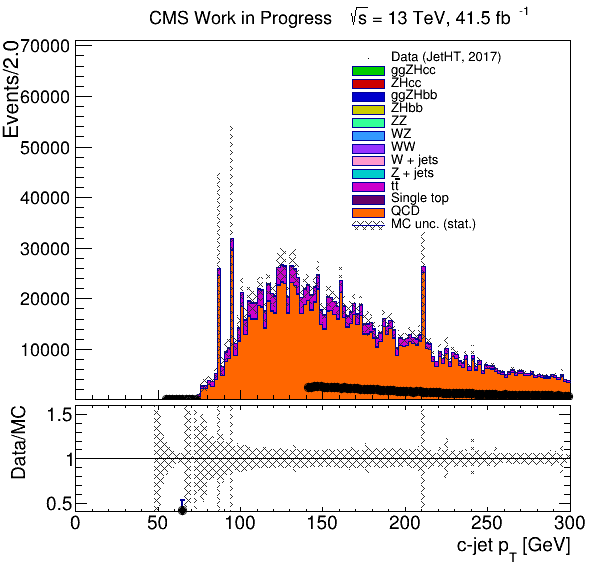 CMS Work in Progress √s = 13 TeV, 41.5 fb⁻¹
Events/2.0
70000
60000
50000
40000
30000
20000
10000
Data (JetHT, 2017)
ggZHcc
ZHcc
ggZHbb
ZHbb
ZZ
WZ
WW
W + jets
Z + jets
tt̅
Single top
QCD
MC unc. (stat.)
Data/MC
1.5
1
0.5
0 50 100 150 200 250 300
c-jet p_T [GeV]